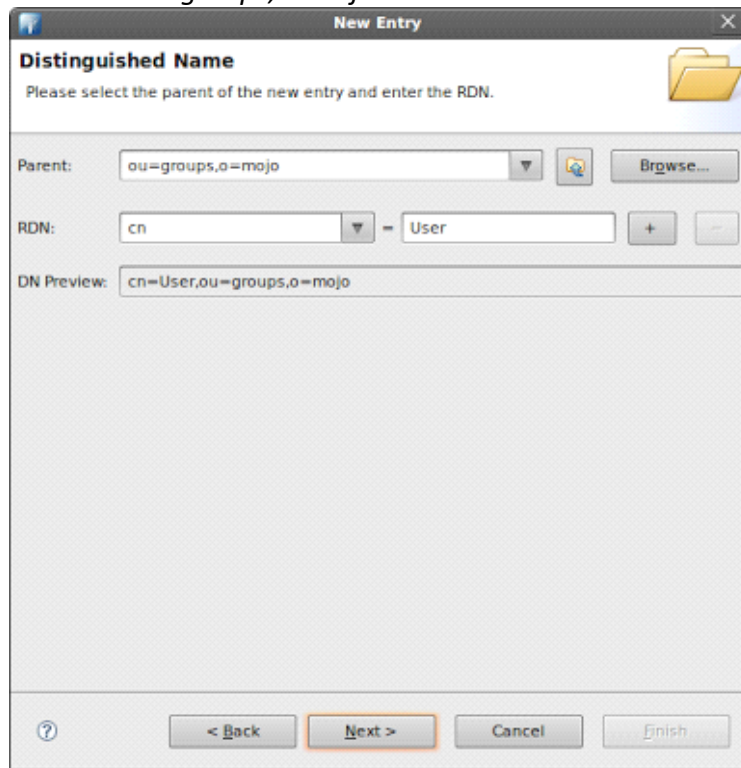 New Entry
Distinguished Name
Please select the parent of the new entry and enter the RDN.
Parent: ou=groups,o=mojo Browse...
RDN: cn = User + -
DN Preview: cn=User,ou=groups,o=mojo
? < Back Next > Cancel Finish